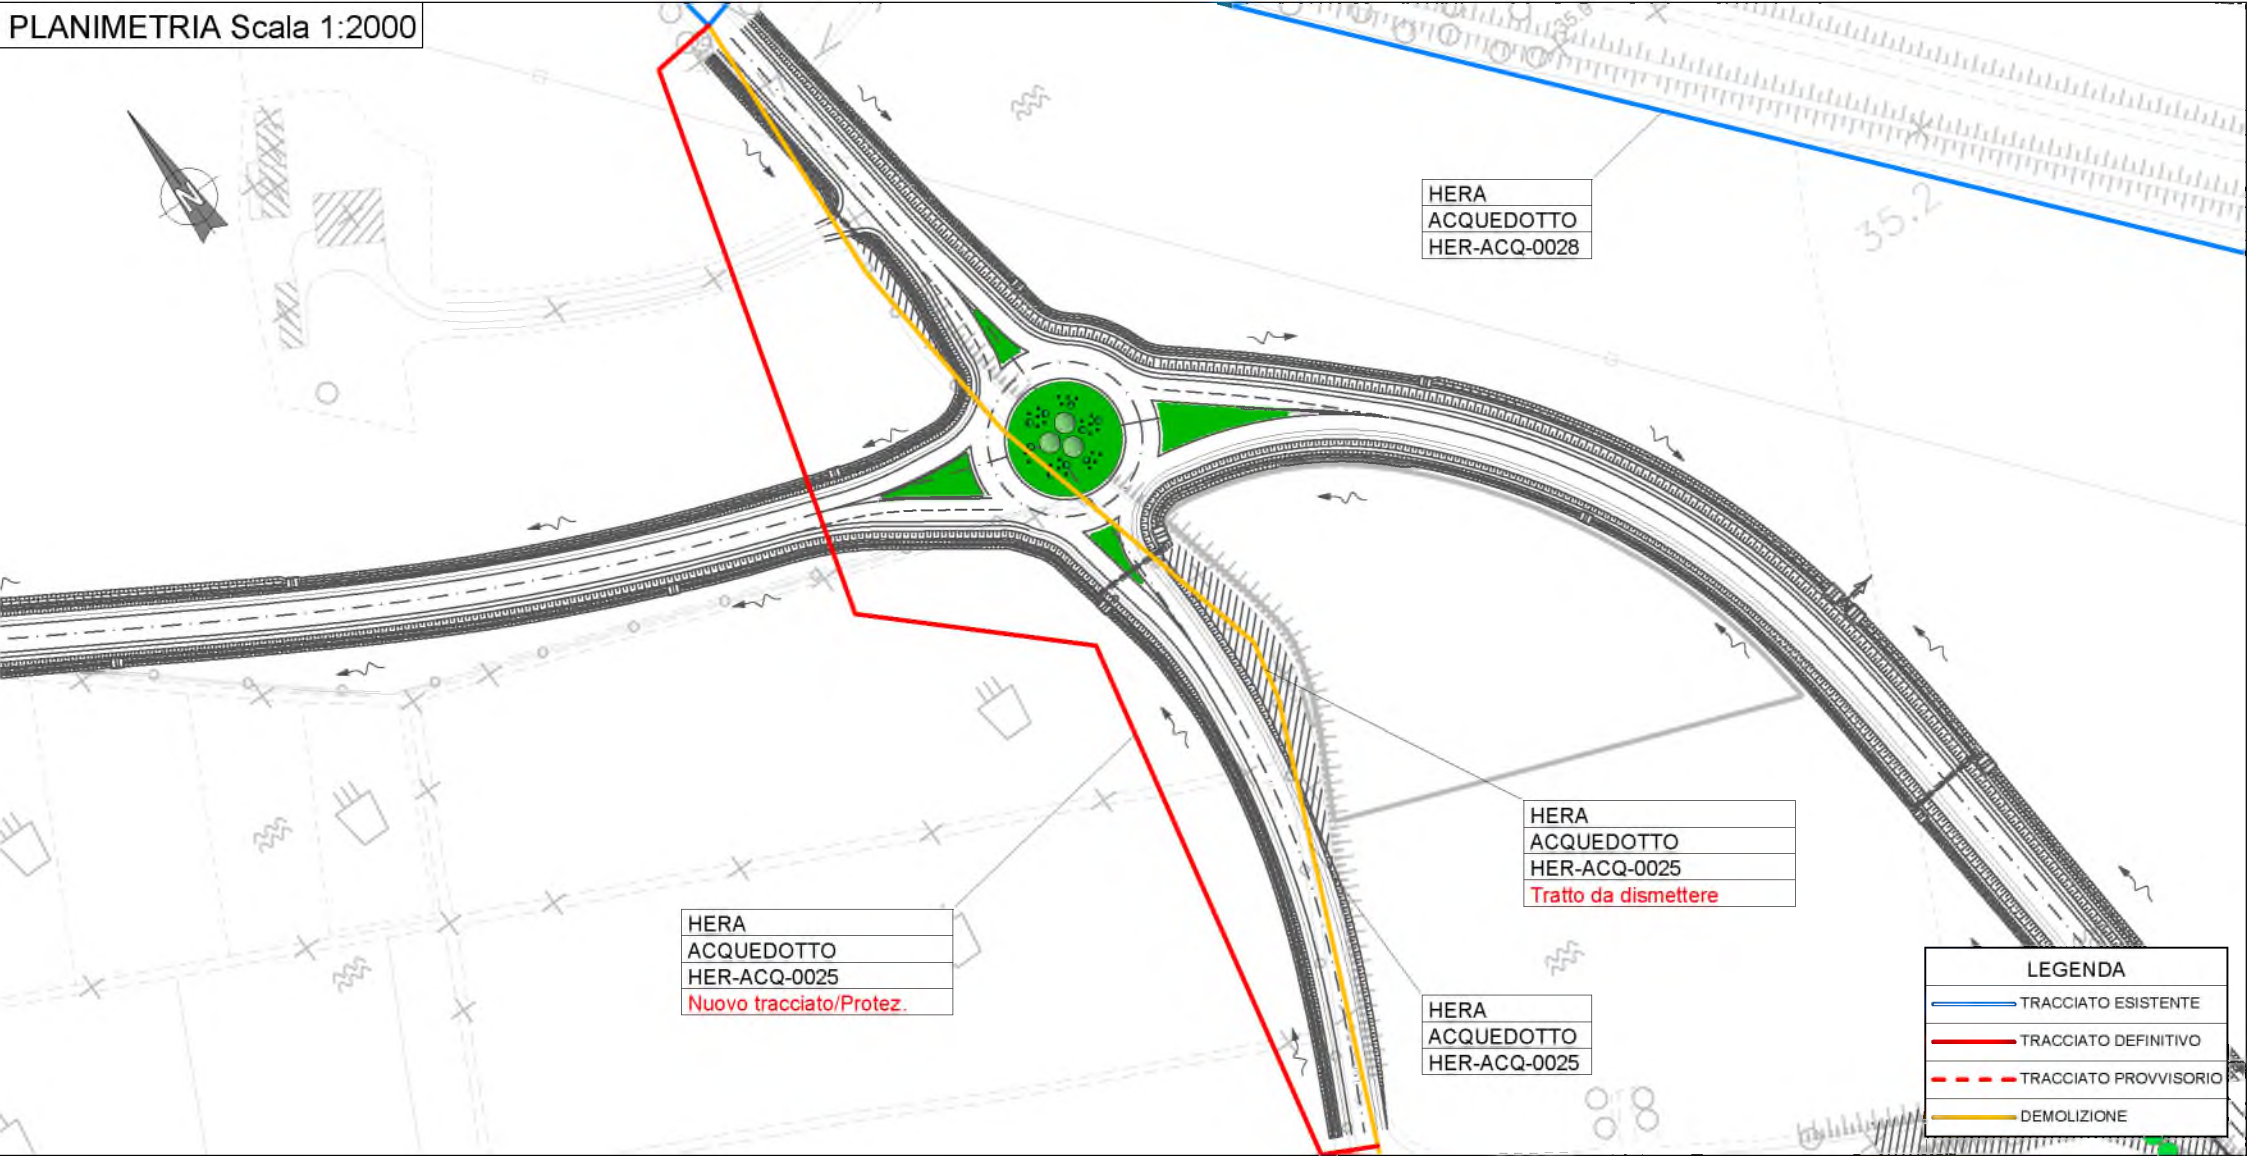 PLANIMETRIA Scala 1:2000
35.9
N
HERA
ACQUEDOTTO
HER-ACQ-0028
35.2
HERA
ACQUEDOTTO
HER-ACQ-0025
Tratto da dismettere
HERA
ACQUEDOTTO
HER-ACQ-0025
Nuovo tracciato/Protez.
HERA
ACQUEDOTTO
HER-ACQ-0025
LEGENDA
TRACCIATO ESISTENTE
TRACCIATO DEFINITIVO
TRACCIATO PROVVISORIO
DEMOLIZIONE